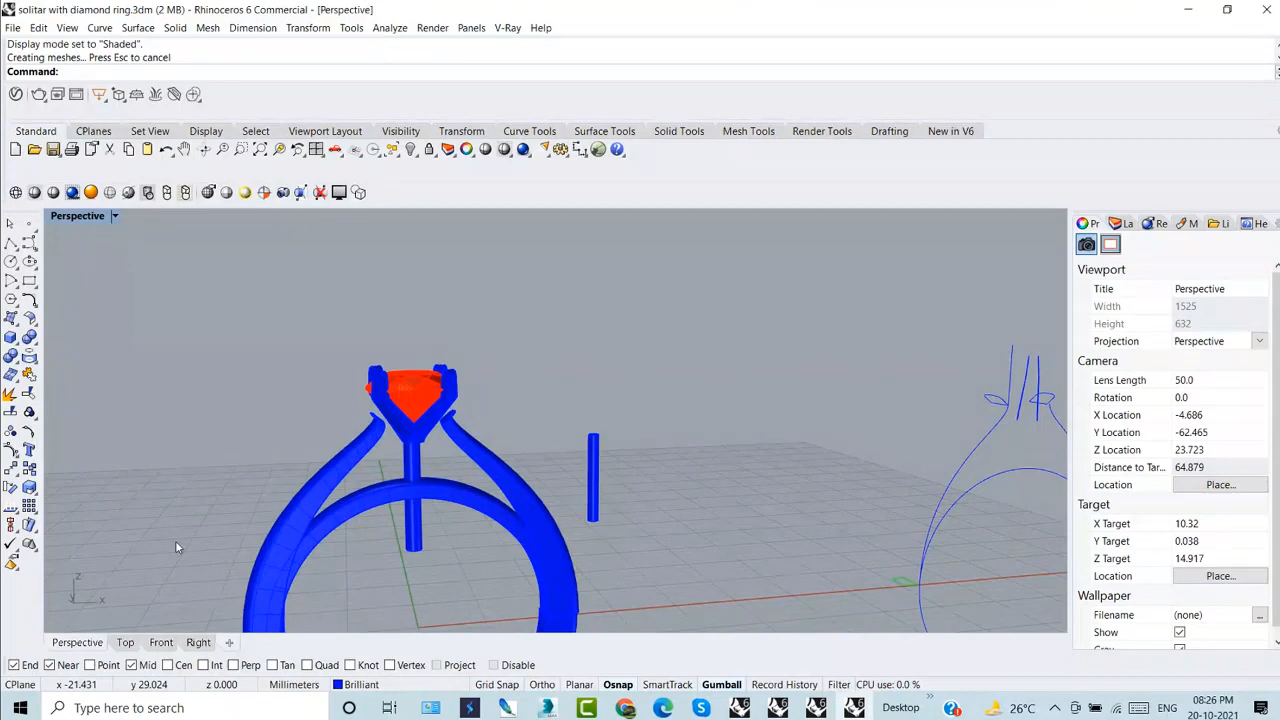 solitar with diamond ring.3dm (2 MB) - Rhinoceros 6 Commercial - [Perspective]
File Edit View Curve Surface Solid Mesh Dimension Transform Tools Analyze Render Panels V-Ray Help
Display mode set to "Shaded".
Creating meshes... Press Esc to cancel
Command:
Standard CPlanes Set View Display Select Viewport Layout Visibility Transform Curve Tools Surface Tools Solid Tools Mesh Tools Render Tools Drafting New in V6
Perspective
Pr La Re M Li He
Viewport
Title Perspective
Width 1525
Height 632
Projection Perspective
Camera
Lens Length 50.0
Rotation 0.0
X Location -4.686
Y Location -62.465
Z Location 23.723
Distance to Tar... 64.879
Location Place...
Target
X Target 10.32
Y Target 0.038
Z Target 14.917
Location Place...
Wallpaper
Filename (none) ...
Show
Gray
z
y x
Perspective Top Front Right
End Near Point Mid Cen Int Perp Tan Quad Knot Vertex Project Disable
CPlane x -21.431 y 29.024 z 0.000 Millimeters Brilliant Grid Snap Ortho Planar Osnap SmartTrack Gumball Record History Filter CPU use: 0.0 %
Type here to search Desktop 26°C ENG 08:26 PM
20-10-2021